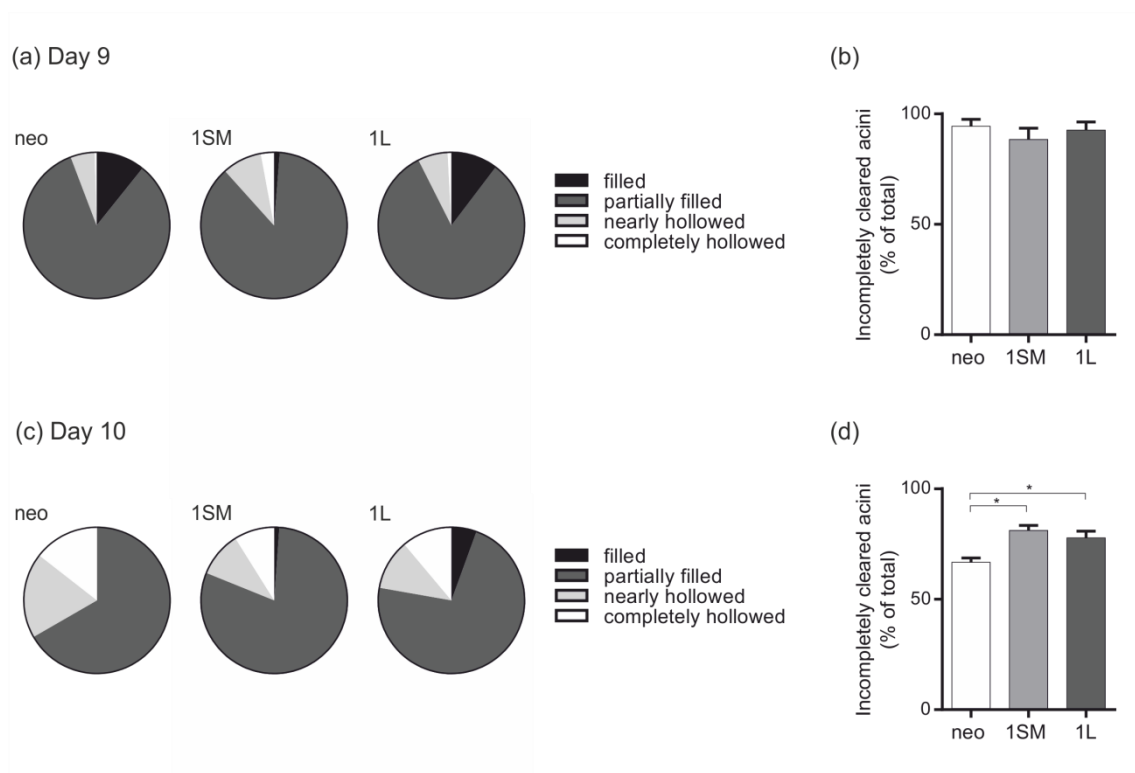 (a) Day 9
neo
1SM
1L
filled
partially filled
nearly hollowed
completely hollowed
(b)
Incompletely cleared acini
(% of total)
100
50
0
neo
1SM
1L
(c) Day 10
neo
1SM
1L
filled
partially filled
nearly hollowed
completely hollowed
(d)
Incompletely cleared acini
(% of total)
100
50
0
*
*
neo
1SM
1L